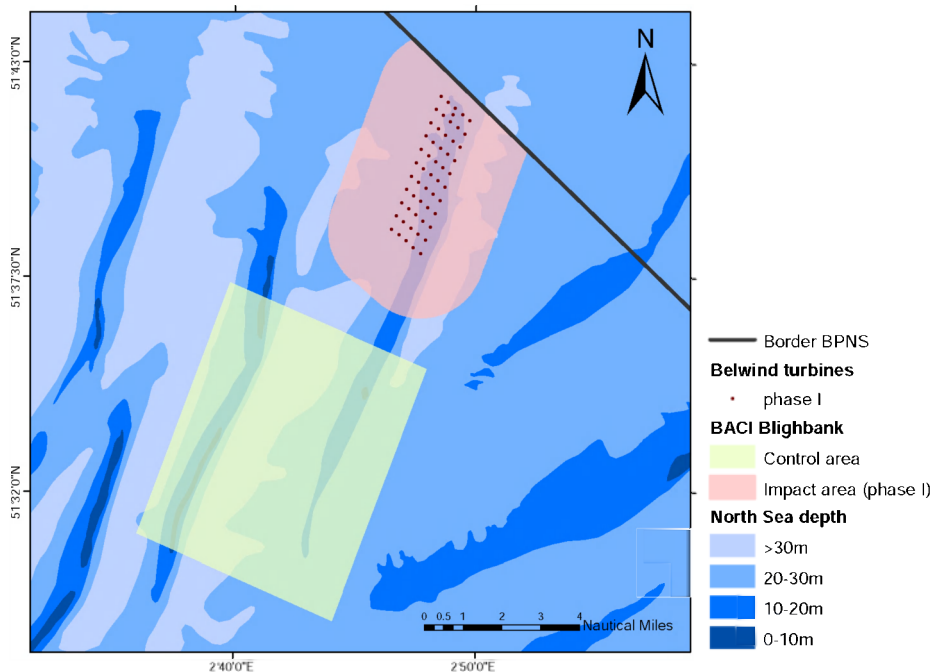 N
51°43'0"N
51°37'30"N
51°32'0"N
2°40'0"E
2°50'0"E
0 0.5 1 2 3 4
Nautical Miles
Border BPNS
Belwind turbines
phase I
BACI Blighbank
Control area
Impact area (phase I)
North Sea depth
>30m
20-30m
10-20m
0-10m